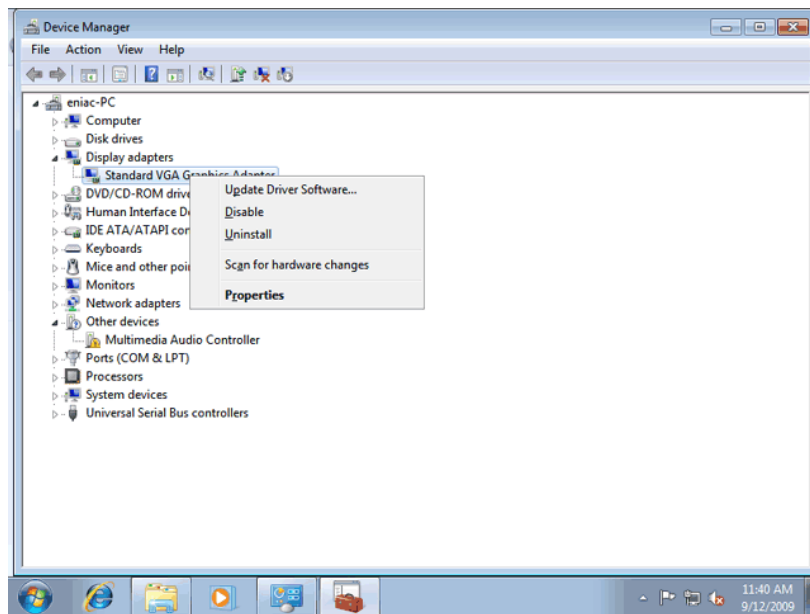 Device Manager
File Action View Help
eniac-PC
Computer
Disk drives
Display adapters
Standard VGA Graphics Adapter
DVD/CD-ROM drive
Human Interface De
IDE ATA/ATAPI con
Keyboards
Mice and other poi
Monitors
Network adapters
Other devices
Multimedia Audio Controller
Ports (COM & LPT)
Processors
System devices
Universal Serial Bus controllers
Update Driver Software...
Disable
Uninstall
Scan for hardware changes
Properties
11:40 AM
9/12/2009